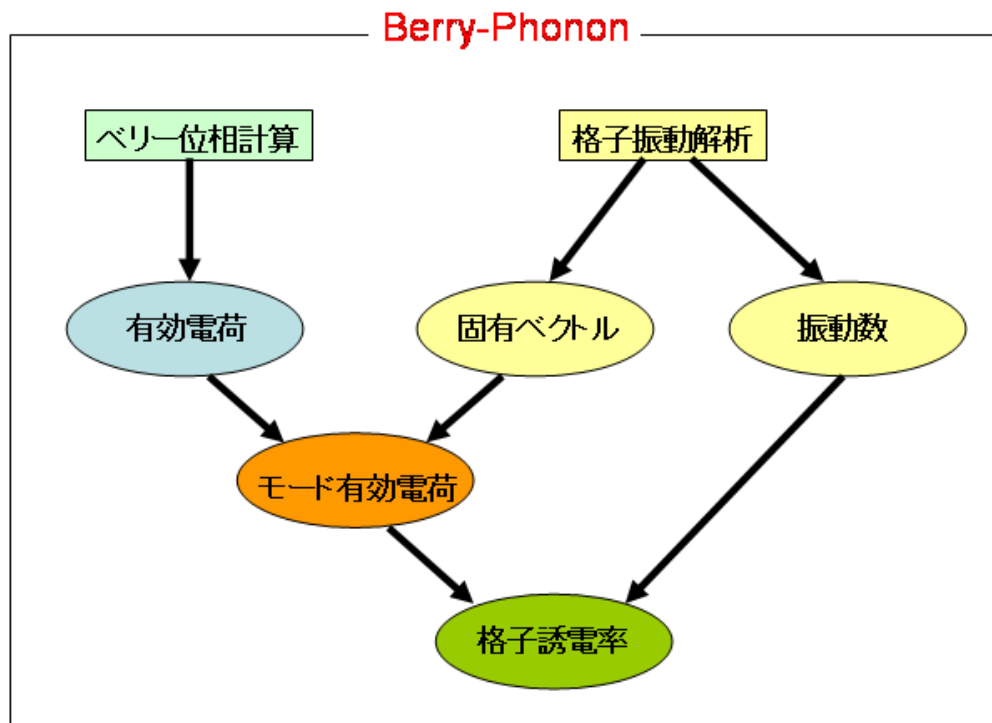 Berry-Phonon
ベリー位相計算
格子振動解析
有効電荷
固有ベクトル
振動数
モード有効電荷
格子誘電率